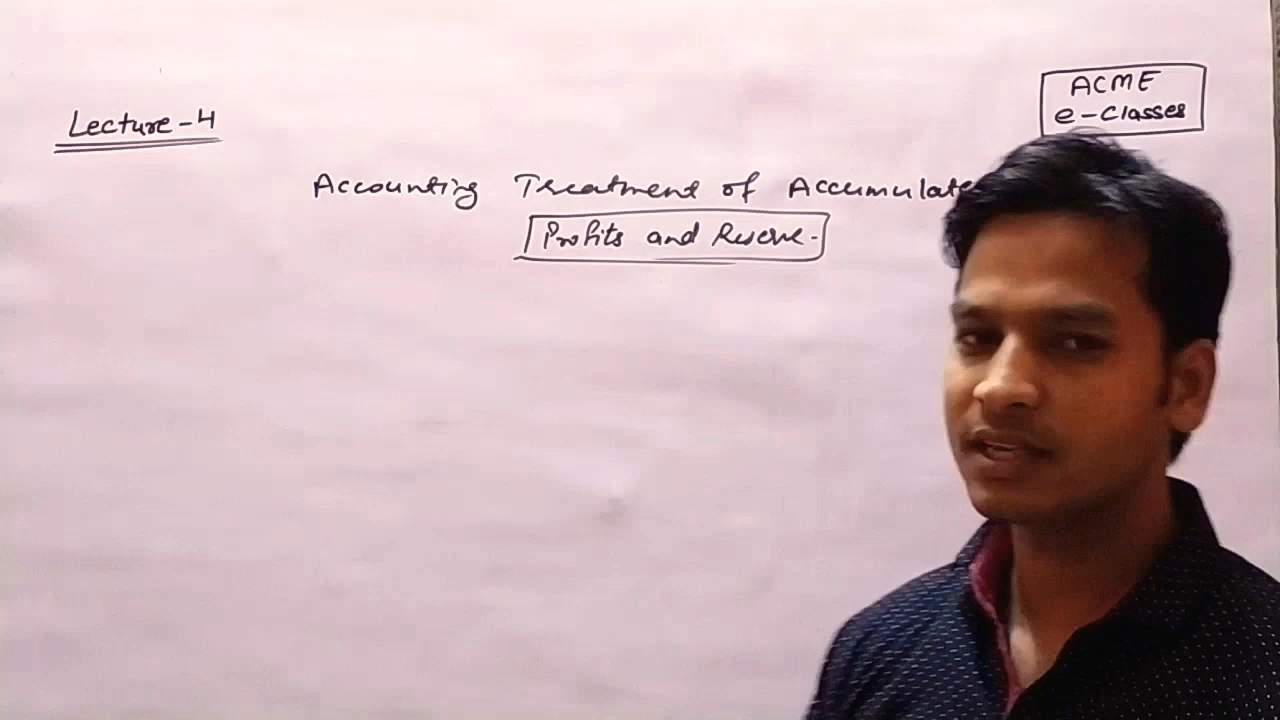 ACME
e-Classes
Lecture-4
Accounting Treatment of Accumulate
Profits and Reserve.